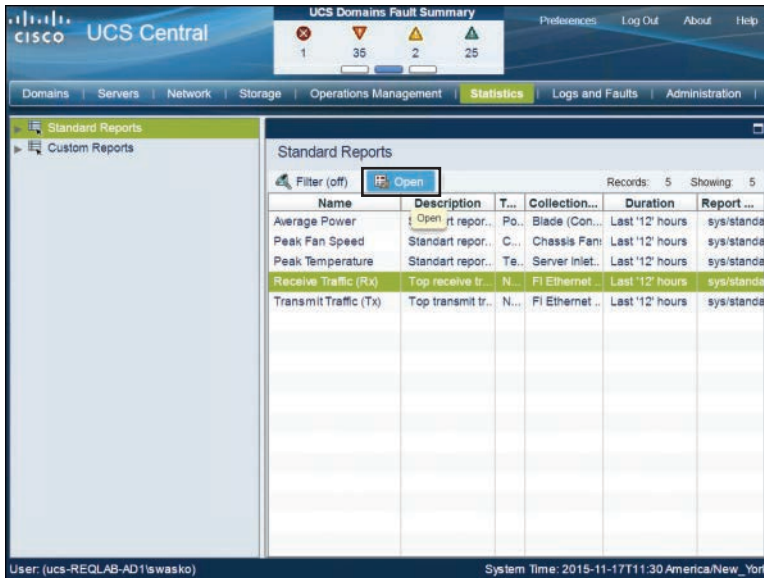 UCS Domains Fault Summary
cisco UCS Central
1 35 2 25
Preferences Log Out About Help
Domains | Servers | Network | Storage | Operations Management | Statistics | Logs and Faults | Administration |
Standard Reports
Custom Reports
Standard Reports
Filter (off) Open Records: 5 Showing: 5
Name Description T... Collection... Duration Report ...
Average Power rt repor... Po.. Blade (Con... Last '12' hours sys/standa
Open
Peak Fan Speed Standart repor... C... Chassis Fan Last '12' hours sys/standa
Peak Temperature Standart repor... Te.. Server Inlet.. Last '12' hours sys/standa
Receive Traffic (Rx) Top receive tr... N... FI Ethernet .. Last '12' hours sys/standa
Transmit Traffic (Tx) Top transmit tr.. N... FI Ethernet .. Last '12' hours sys/standa
User: (ucs-REQLAB-AD1\swasko) System Time: 2015-11-17T11:30 America/New_Yor